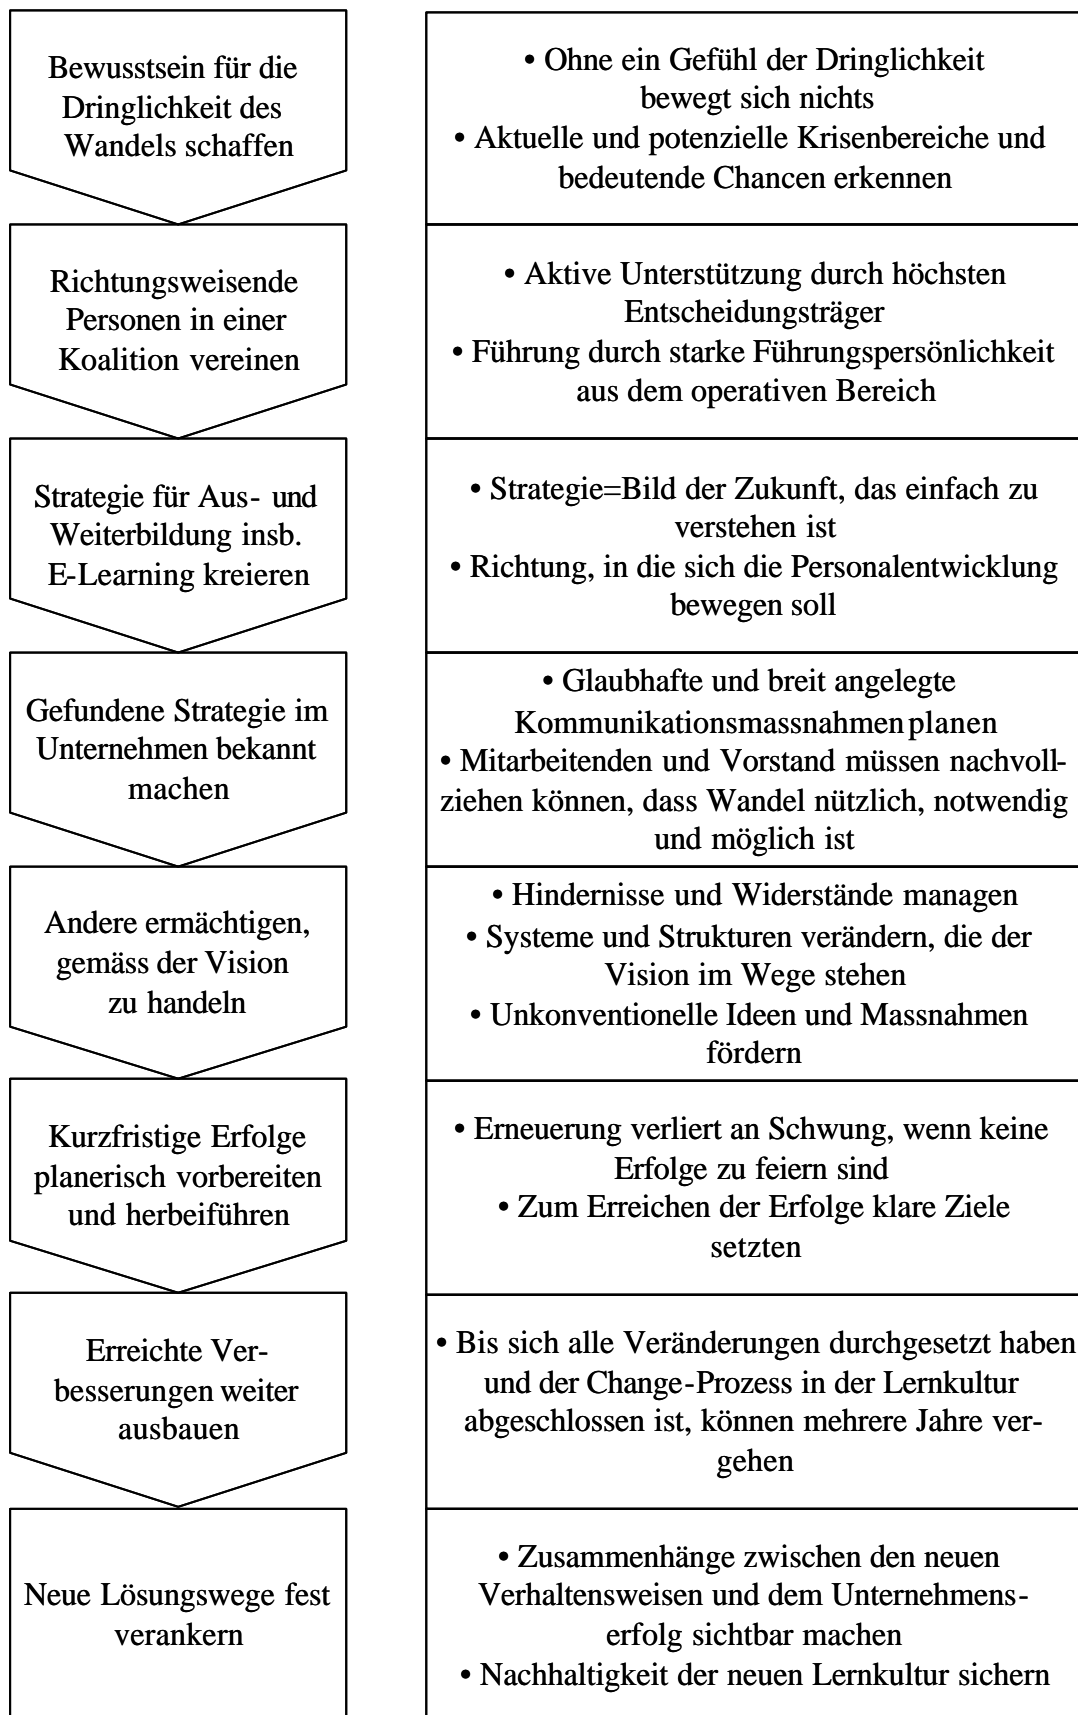 Bewusstsein für die
Dringlichkeit des
Wandels schaffen
• Ohne ein Gefühl der Dringlichkeit
bewegt sich nichts
• Aktuelle und potenzielle Krisenbereiche und
bedeutende Chancen erkennen
Richtungsweisende
Personen in einer
Koalition vereinen
• Aktive Unterstützung durch höchsten
Entscheidungsträger
• Führung durch starke Führungspersönlichkeit
aus dem operativen Bereich
Strategie für Aus- und
Weiterbildung insb.
E-Learning kreieren
• Strategie=Bild der Zukunft, das einfach zu
verstehen ist
• Richtung, in die sich die Personalentwicklung
bewegen soll
Gefundene Strategie im
Unternehmen bekannt
machen
• Glaubhafte und breit angelegte
Kommunikationsmassnahmen planen
• Mitarbeitenden und Vorstand müssen nachvoll-
ziehen können, dass Wandel nützlich, notwendig
und möglich ist
Andere ermächtigen,
gemäss der Vision
zu handeln
• Hindernisse und Widerstände managen
• Systeme und Strukturen verändern, die der
Vision im Wege stehen
• Unkonventionelle Ideen und Massnahmen
fördern
Kurzfristige Erfolge
planerisch vorbereiten
und herbeiführen
• Erneuerung verliert an Schwung, wenn keine
Erfolge zu feiern sind
• Zum Erreichen der Erfolge klare Ziele
setzten
Erreichte Ver-
besserungen weiter
ausbauen
• Bis sich alle Veränderungen durchgesetzt haben
und der Change-Prozess in der Lernkultur
abgeschlossen ist, können mehrere Jahre ver-
gehen
Neue Lösungswege fest
verankern
• Zusammenhänge zwischen den neuen
Verhaltensweisen und dem Unternehmens-
erfolg sichtbar machen
• Nachhaltigkeit der neuen Lernkultur sichern